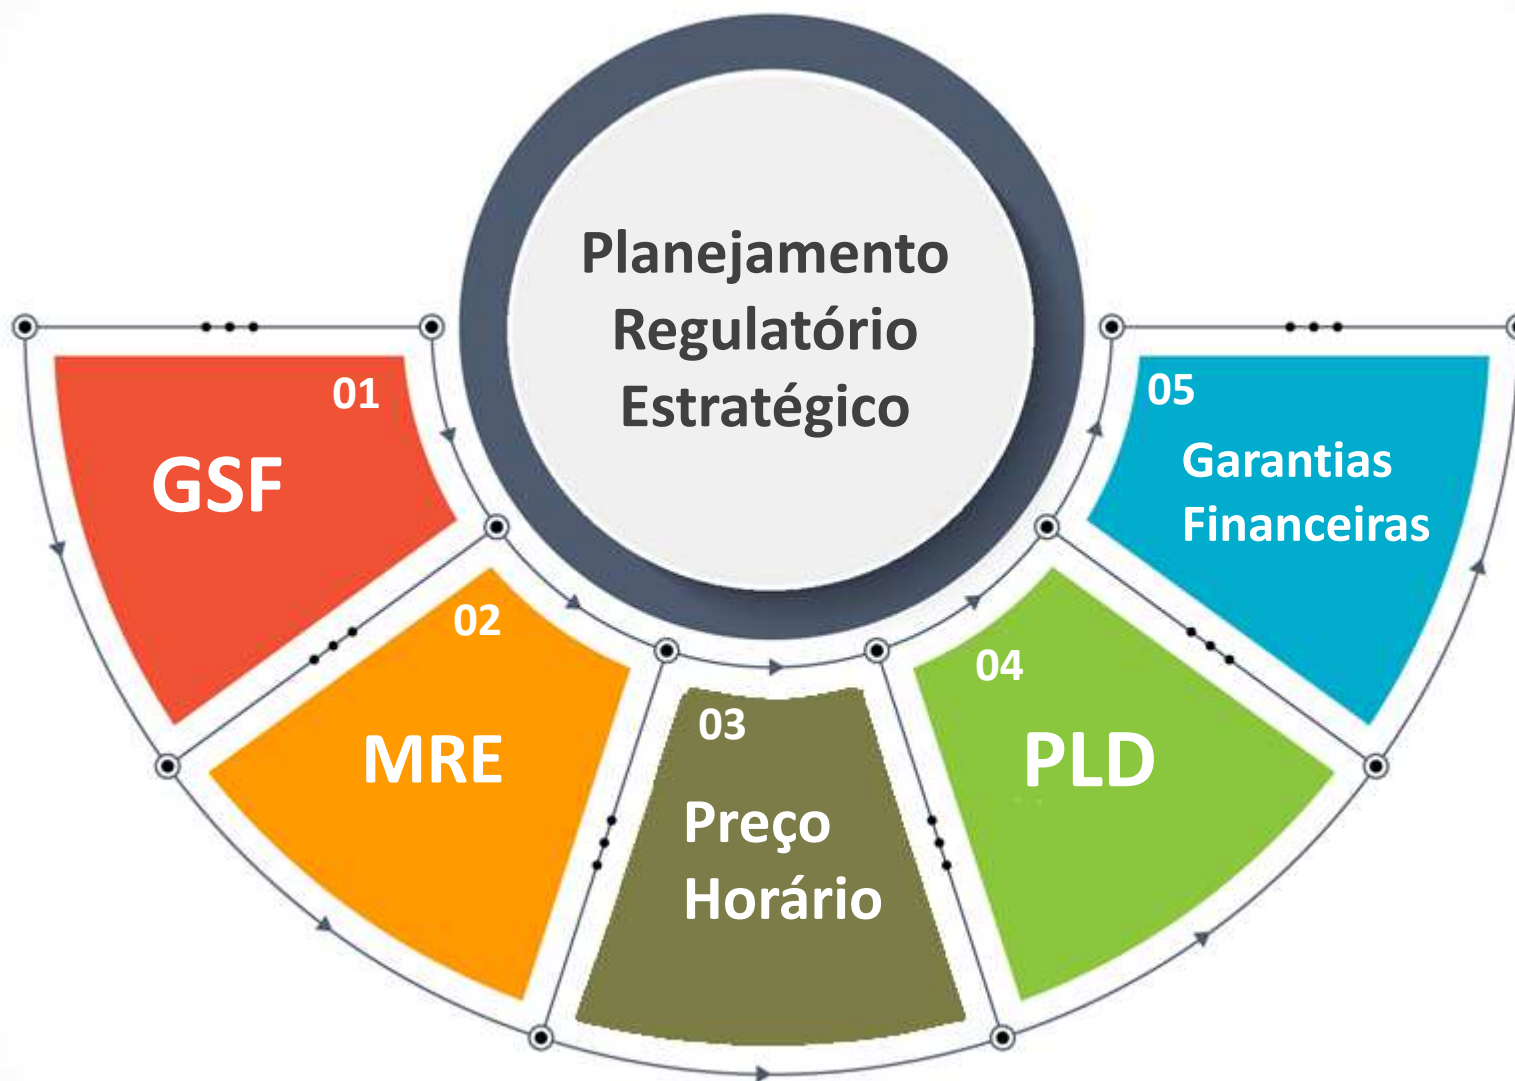 Planejamento
Regulatório
Estratégico
01
GSF
02
MRE
03
Preço
Horário
04
PLD
05
Garantias
Financeiras